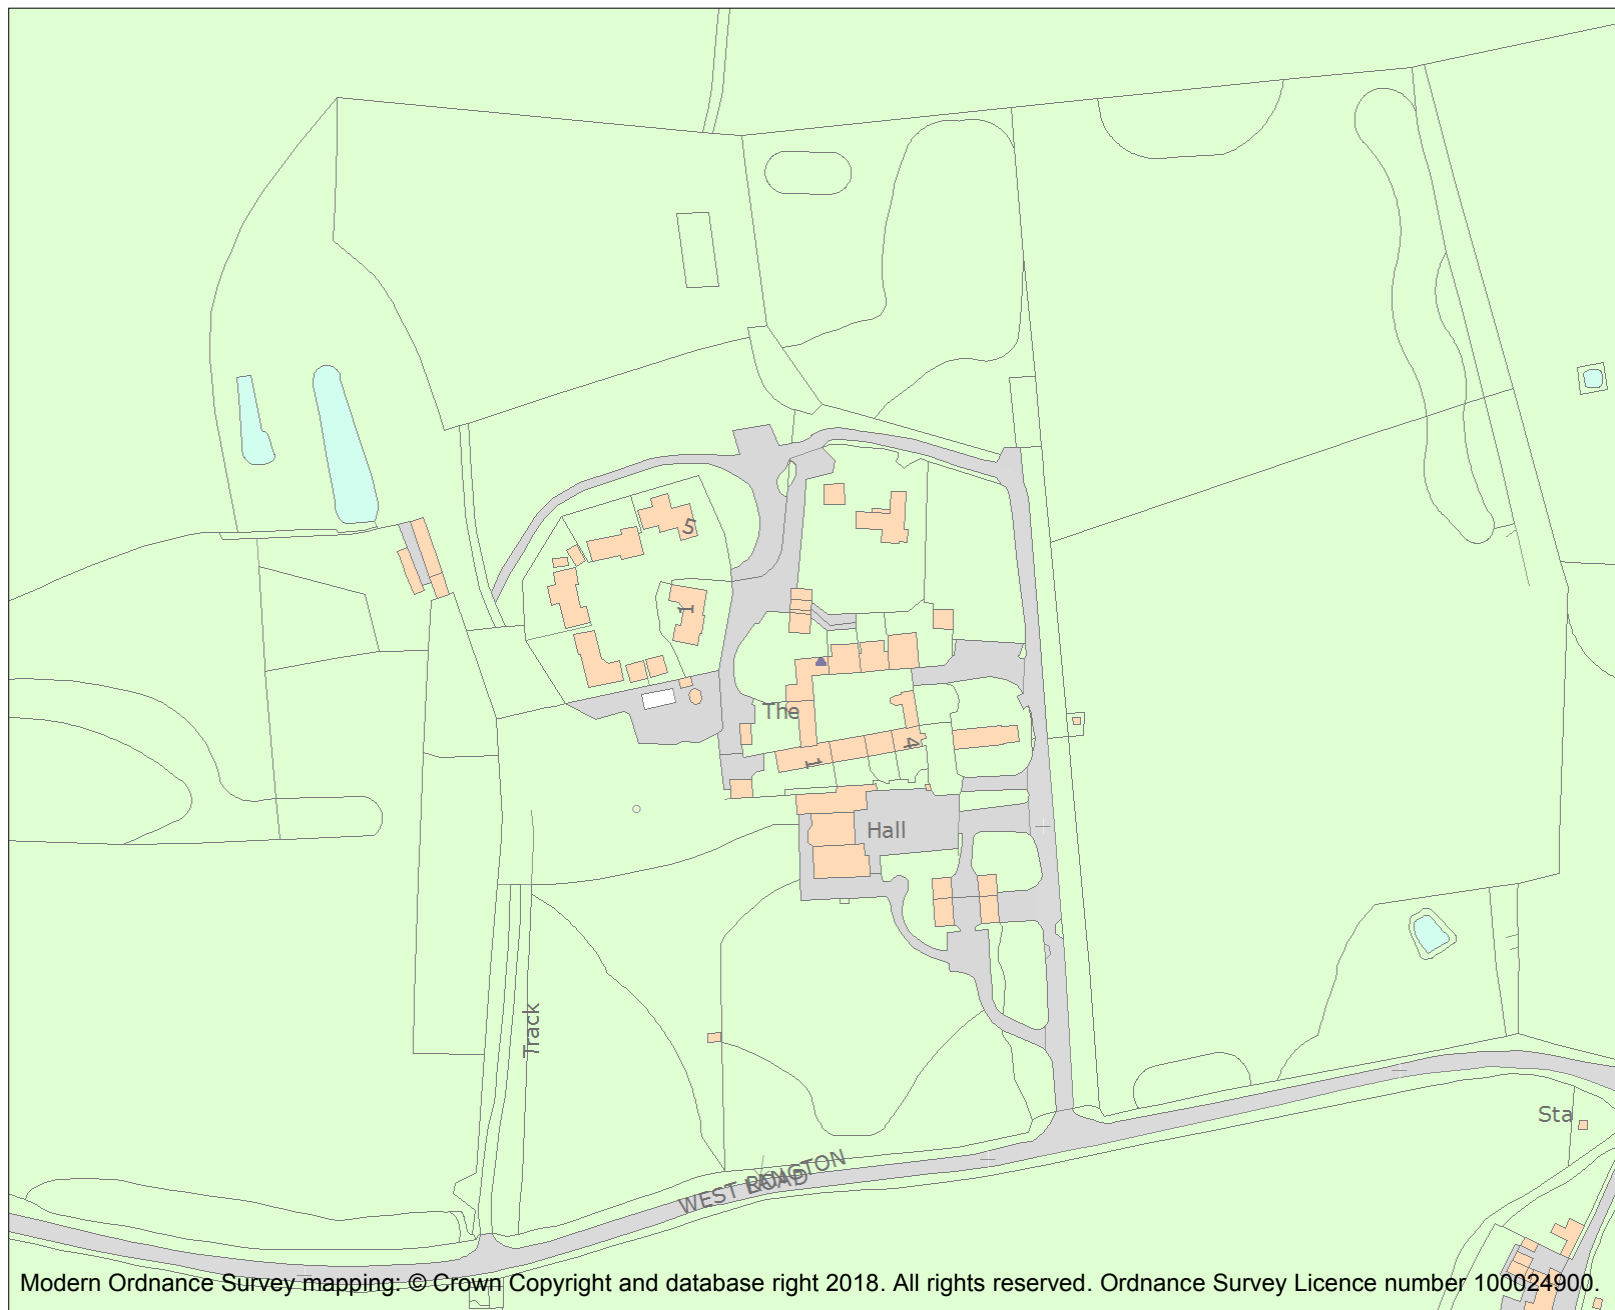 5
1
The
4
1
Hall
Track
Sta
WEST LANGTON
ROAD
Modern Ordnance Survey mapping: © Crown Copyright and database right 2018. All rights reserved. Ordnance Survey Licence number 100024900.